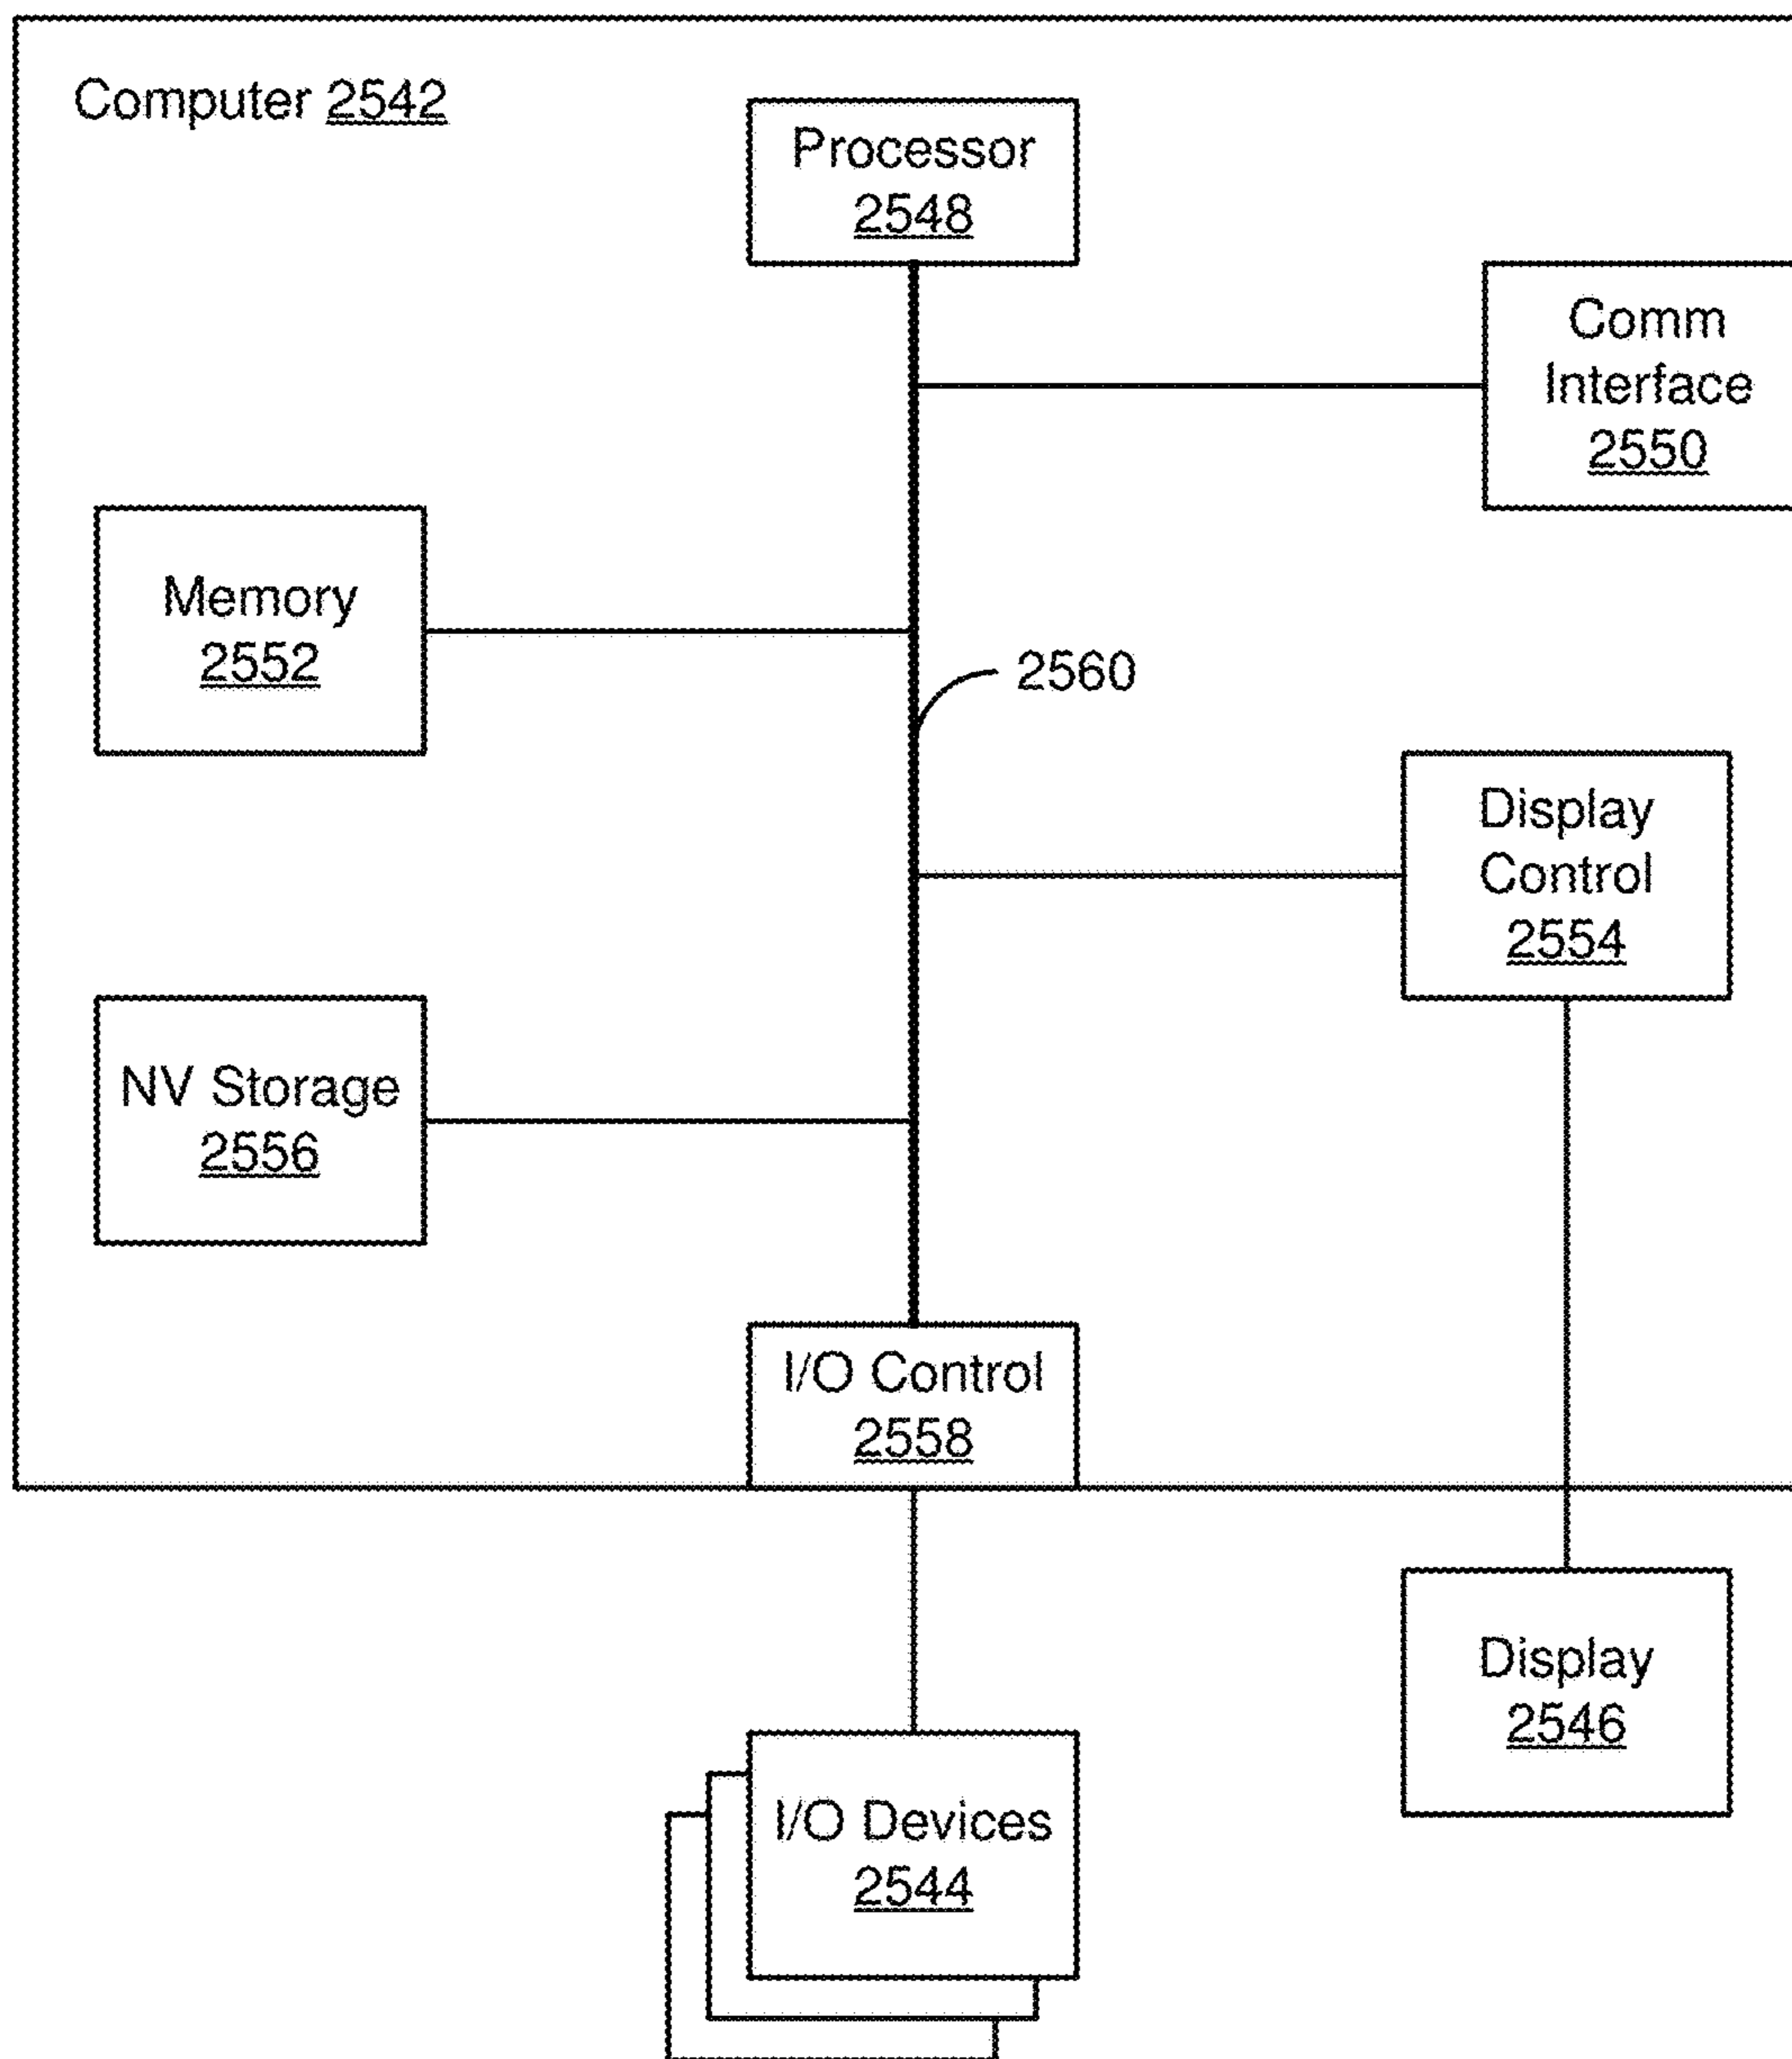 Computer 2542
Processor
2548
Comm
Interface
2550
Memory
2552
2560
Display
Control
2554
NV Storage
2556
I/O Control
2558
Display
2546
I/O Devices
2544